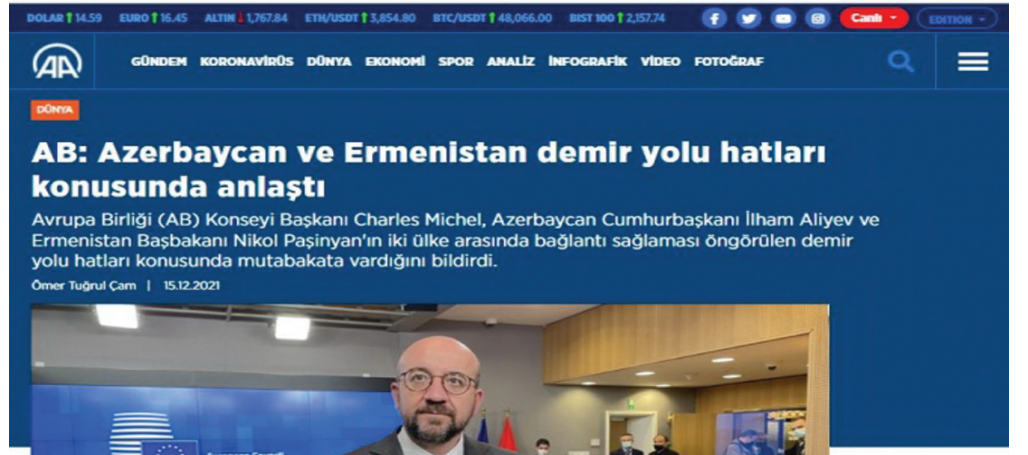 DOLAR 14.59 EURO 16.45 ALTIN 1,767.84 ETH/USDT 3,854.80 BTC/USDT 48,066.00 BIST 100 2,157.74 Canlı EDITION
AA GÜNDEM KORONAVİRÜS DÜNYA EKONOMİ SPOR ANALİZ İNFOGRAFİK VİDEO FOTOĞRAF
DÜNYA
AB: Azerbaycan ve Ermenistan demir yolu hatları
konusunda anlaştı
Avrupa Birliği (AB) Konseyi Başkanı Charles Michel, Azerbaycan Cumhurbaşkanı İlham Aliyev ve
Ermenistan Başbakanı Nikol Paşinyan'ın iki ülke arasında bağlantı sağlaması öngörülen demir
yolu hatları konusunda mutabakata vardığını bildirdi.
Ömer Tuğrul Çam | 15.12.2021
European Council